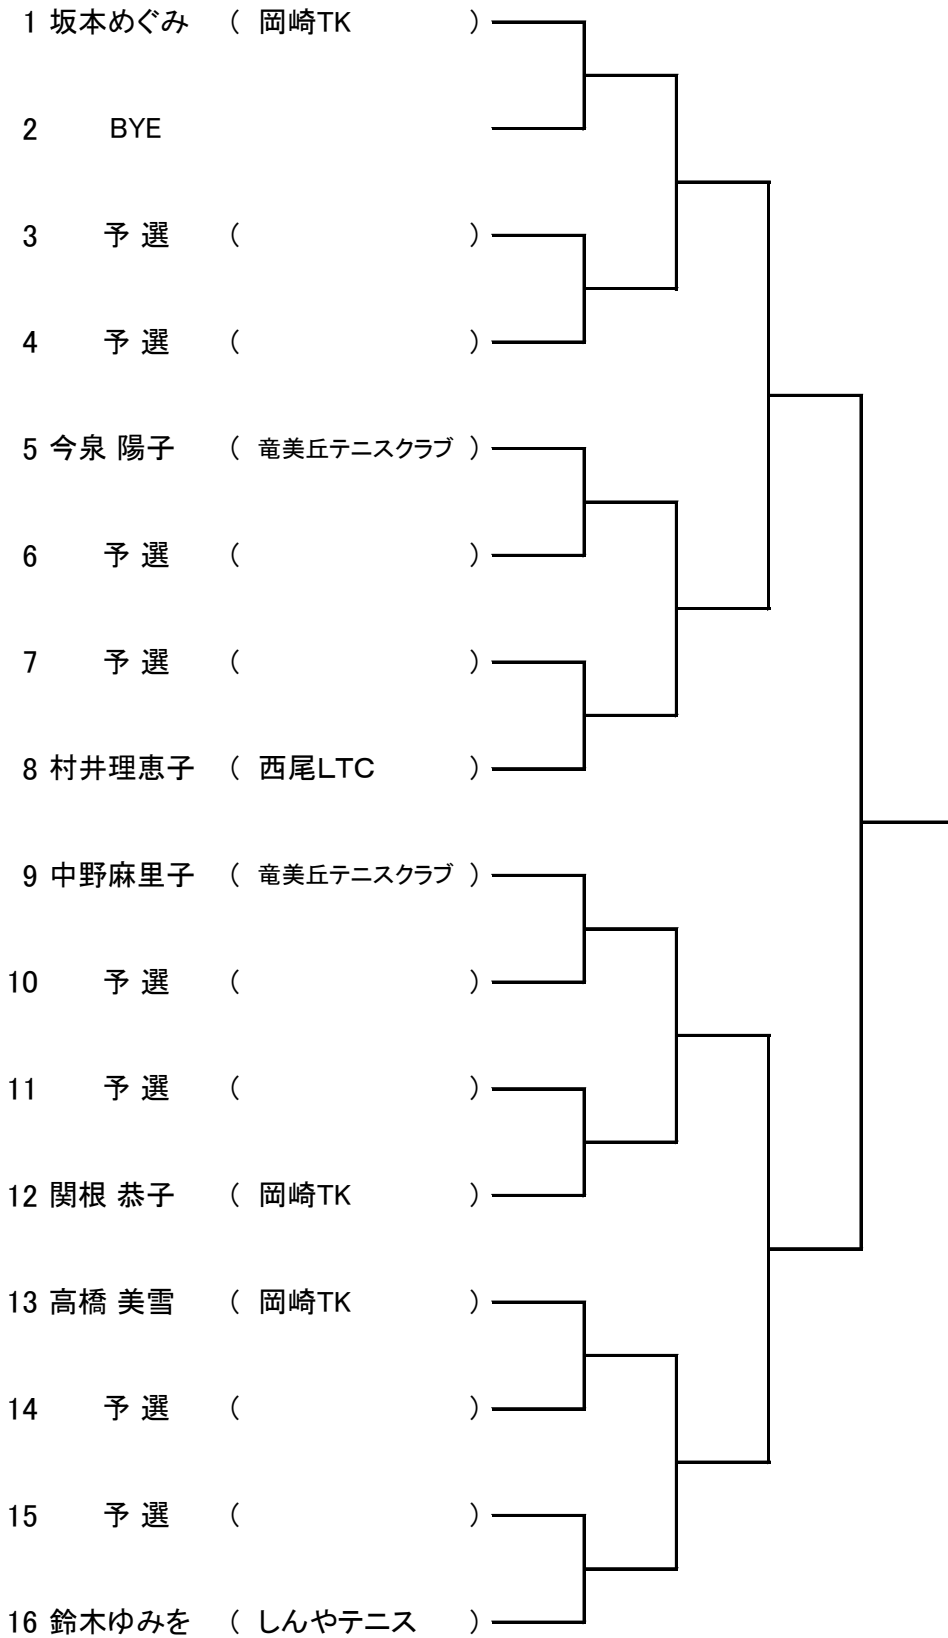 1 坂本めぐみ ( 岡崎TK )
2 BYE
3 予 選 ( )
4 予 選 ( )
5 今泉 陽子 ( 竜美丘テニスクラブ )
6 予 選 ( )
7 予 選 ( )
8 村井理恵子 ( 西尾LTC )
9 中野麻里子 ( 竜美丘テニスクラブ )
10 予 選 ( )
11 予 選 ( )
12 関根 恭子 ( 岡崎TK )
13 高橋 美雪 ( 岡崎TK )
14 予 選 ( )
15 予 選 ( )
16 鈴木ゆみを ( しんやテニス )